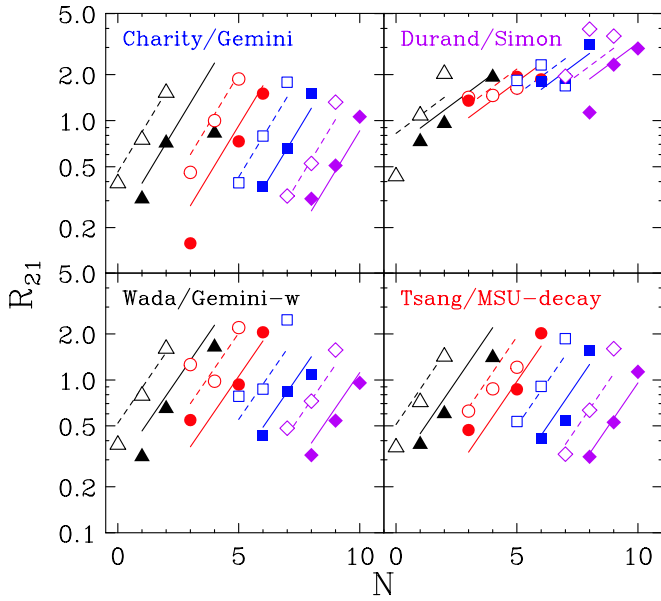 5.0
Charity/Gemini
Durand/Simon
2.0
1.0
0.5
0.2
R21
5.0
Wada/Gemini-w
Tsang/MSU-decay
2.0
1.0
0.5
0.2
0.1
0 5 10 0 5 10
N